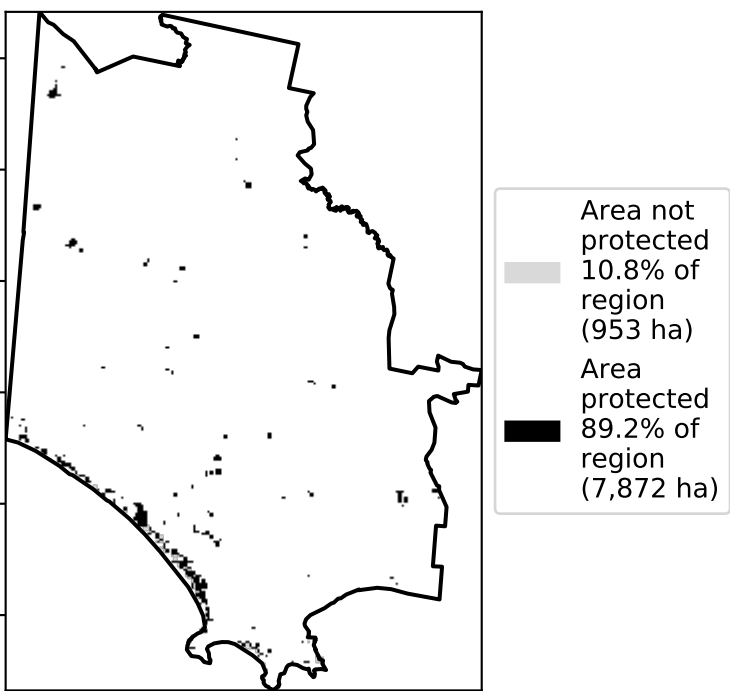 Area not
protected
10.8% of
region
(953 ha)
Area
protected
89.2% of
region
(7,872 ha)